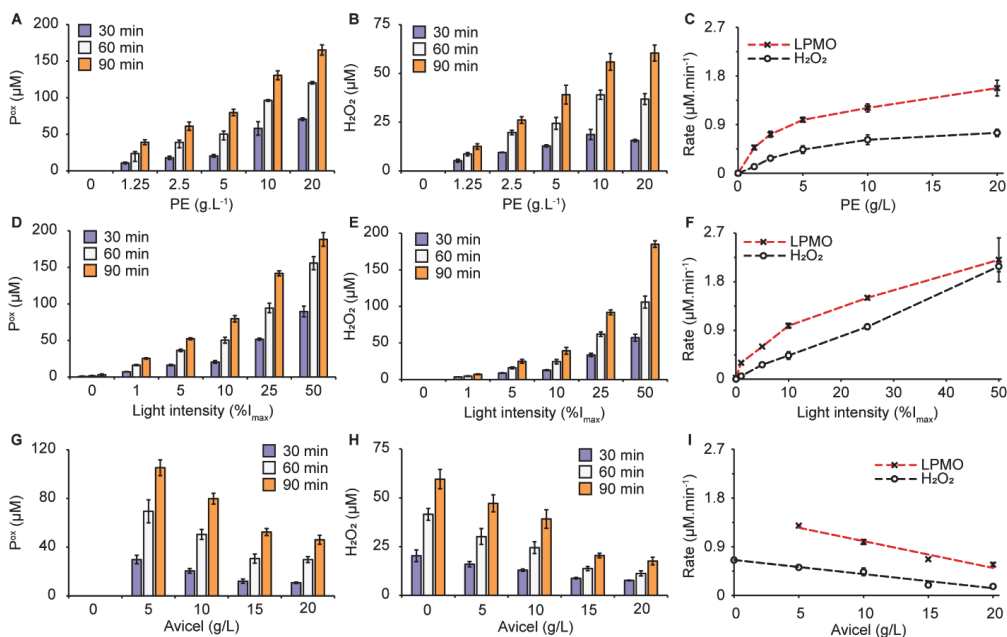 A
P^ox (µM)
200
150
100
50
0
30 min
60 min
90 min
0 1.25 2.5 5 10 20
PE (g.L⁻¹)
B
H₂O₂ (µM)
75
50
25
0
30 min
60 min
90 min
0 1.25 2.5 5 10 20
PE (g.L⁻¹)
C
Rate (µM.min⁻¹)
2.7
1.8
0.9
0
LPMO
H₂O₂
0 5 10 15 20
PE (g/L)
D
P^ox (µM)
200
150
100
50
0
30 min
60 min
90 min
0 1 5 10 25 50
Light intensity (%I_max)
E
H₂O₂ (µM)
200
150
100
50
0
30 min
60 min
90 min
0 1 5 10 25 50
Light intensity (%I_max)
F
Rate (µM.min⁻¹)
2.7
1.8
0.9
0
LPMO
H₂O₂
0 10 20 30 40 50
Light intensity (%I_max)
G
P^ox (µM)
120
80
40
0
30 min
60 min
90 min
0 5 10 15 20
Avicel (g/L)
H
H₂O₂ (µM)
75
50
25
0
30 min
60 min
90 min
0 5 10 15 20
Avicel (g/L)
I
Rate (µM.min⁻¹)
2.7
1.8
0.9
0
LPMO
H₂O₂
0 5 10 15 20
Avicel (g/L)